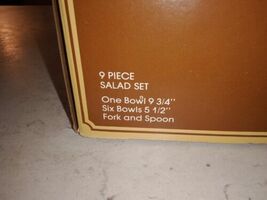 9 PIECE
SALAD SET
One Bowl 9 3/4"
Six Bowls 5 1/2"
Fork and Spoon